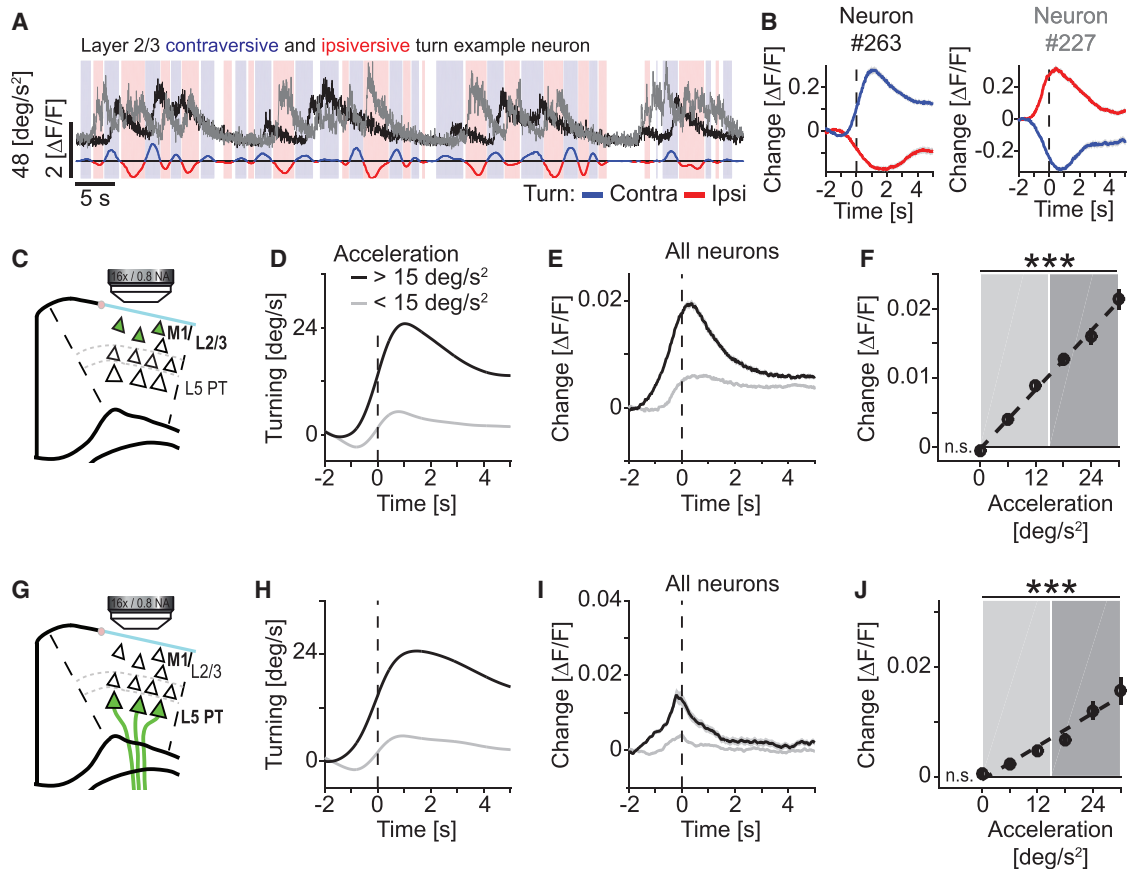 A
Layer 2/3 contraversive and ipsiversive turn example neuron
48 [deg/s²]
2 [ΔF/F]
5 s
Turn: Contra Ipsi
B
Neuron
#263
Neuron
#227
Change [ΔF/F]
0.2
0
-2 0 2 4
Time [s]
Change [ΔF/F]
0.2
0
-0.2
-2 0 2 4
Time [s]
C
16x / 0.8 NA
M1/
L2/3
L5 PT
D
Acceleration
> 15 deg/s²
< 15 deg/s²
Turning [deg/s]
24
0
-2 0 2 4
Time [s]
E
All neurons
Change [ΔF/F]
0.02
0
-2 0 2 4
Time [s]
F
***
Change [ΔF/F]
0.02
0.01
0
n.s.
0 12 24
Acceleration
[deg/s²]
G
16x / 0.8 NA
M1/
L2/3
L5 PT
H
Turning [deg/s]
24
0
-2 0 2 4
Time [s]
I
All neurons
Change [ΔF/F]
0.04
0.02
0
-2 0 2 4
Time [s]
J
***
Change [ΔF/F]
0.02
0
n.s.
0 12 24
Acceleration
[deg/s²]